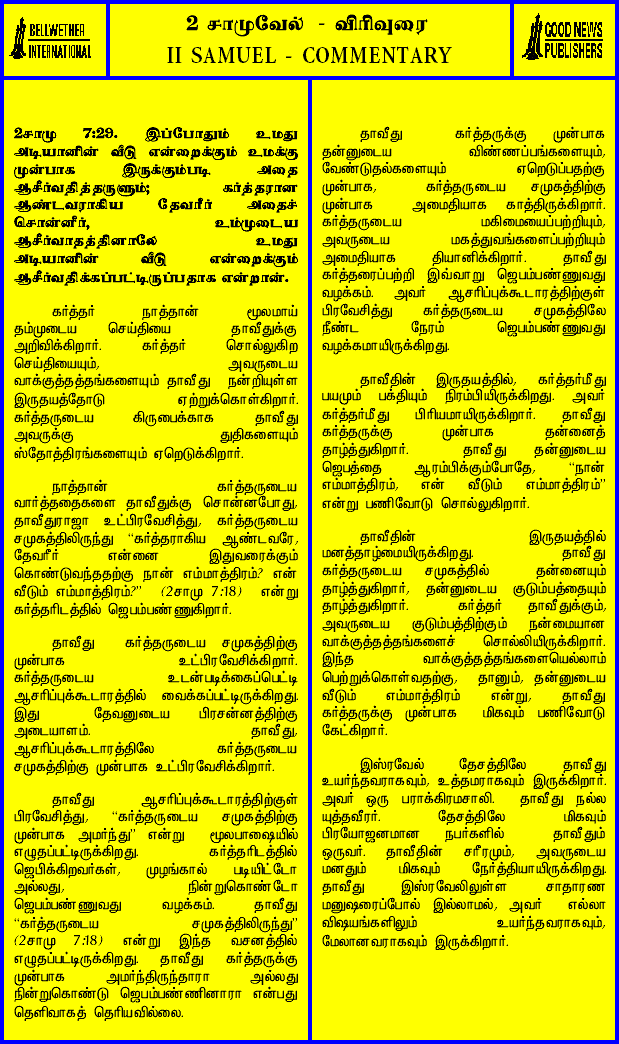 BELLWETHER
INTERNATIONAL
2 சாமுவேல் - விரிவுரை
II SAMUEL - COMMENTARY
GOOD NEWS
PUBLISHERS
2சாமு 7:29. இப்போதும் உமது
அடியானின் வீடு என்றைக்கும் உமக்கு
முன்பாக இருக்கும்படி அதை
ஆசீர்வதித்தருளும்; கர்த்தரான
ஆண்டவராகிய தேவரீர் அதைச்
சொன்னீர், உம்முடைய
ஆசீர்வாதத்தினாலே உமது
அடியானின் வீடு என்றைக்கும்
ஆசீர்வதிக்கப்பட்டிருப்பதாக என்றான்.
கர்த்தர் நாத்தான் மூலமாய்
தம்முடைய செய்தியை தாவீதுக்கு
அறிவிக்கிறார். கர்த்தர் சொல்லுகிற
செய்தியையும், அவருடைய
வாக்குத்தத்தங்களையும் தாவீது நன்றியுள்ள
இருதயத்தோடு ஏற்றுக்கொள்கிறார்.
கர்த்தருடைய கிருபைக்காக தாவீது
அவருக்கு துதிகளையும்
ஸ்தோத்திரங்களையும் ஏறெடுக்கிறார்.
நாத்தான் கர்த்தருடைய
வார்த்தைகளை தாவீதுக்கு சொன்னபோது,
தாவீதுராஜா உட்பிரவேசித்து, கர்த்தருடைய
சமுகத்திலிருந்து "கர்த்தராகிய ஆண்டவரே,
தேவரீர் என்னை இதுவரைக்கும்
கொண்டுவந்ததற்கு நான் எம்மாத்திரம்? என்
வீடும் எம்மாத்திரம்?" (2சாமு 7:18) என்று
கர்த்தரிடத்தில் ஜெபம்பண்ணுகிறார்.
தாவீது கர்த்தருடைய சமுகத்திற்கு
முன்பாக உட்பிரவேசிக்கிறார்.
கர்த்தருடைய உடன்படிக்கைப்பெட்டி
ஆசரிப்புக்கூடாரத்தில் வைக்கப்பட்டிருக்கிறது.
இது தேவனுடைய பிரசன்னத்திற்கு
அடையாளம். தாவீது,
ஆசரிப்புக்கூடாரத்திலே கர்த்தருடைய
சமுகத்திற்கு முன்பாக உட்பிரவேசிக்கிறார்.
தாவீது ஆசரிப்புக்கூடாரத்திற்குள்
பிரவேசித்து, "கர்த்தருடைய சமுகத்திற்கு
முன்பாக அமர்ந்து" என்று மூலபாஷையில்
எழுதப்பட்டிருக்கிறது. கர்த்தரிடத்தில்
ஜெபிக்கிறவர்கள், முழங்கால் படியிட்டோ
அல்லது, நின்றுகொண்டோ
ஜெபம்பண்ணுவது வழக்கம். தாவீது
"கர்த்தருடைய சமுகத்திலிருந்து"
(2சாமு 7:18) என்று இந்த வசனத்தில்
எழுதப்பட்டிருக்கிறது. தாவீது கர்த்தருக்கு
முன்பாக அமர்ந்திருந்தாரா அல்லது
நின்றுகொண்டு ஜெபம்பண்ணினாரா என்பது
தெளிவாகத் தெரியவில்லை.
தாவீது கர்த்தருக்கு முன்பாக
தன்னுடைய விண்ணப்பங்களையும்,
வேண்டுதல்களையும் ஏறெடுப்பதற்கு
முன்பாக, கர்த்தருடைய சமுகத்திற்கு
முன்பாக அமைதியாக காத்திருக்கிறார்.
கர்த்தருடைய மகிமையைப்பற்றியும்,
அவருடைய மகத்துவங்களைப்பற்றியும்
அமைதியாக தியானிக்கிறார். தாவீது
கர்த்தரைப்பற்றி இவ்வாறு ஜெபம்பண்ணுவது
வழக்கம். அவர் ஆசரிப்புக்கூடாரத்திற்குள்
பிரவேசித்து கர்த்தருடைய சமுகத்திலே
நீண்ட நேரம் ஜெபம்பண்ணுவது
வழக்கமாயிருக்கிறது.
தாவீதின் இருதயத்தில், கர்த்தர்மீது
பயமும் பக்தியும் நிரம்பியிருக்கிறது. அவர்
கர்த்தர்மீது பிரியமாயிருக்கிறார். தாவீது
கர்த்தருக்கு முன்பாக தன்னைத்
தாழ்த்துகிறார். தாவீது தன்னுடைய
ஜெபத்தை ஆரம்பிக்கும்போதே, "நான்
எம்மாத்திரம், என் வீடும் எம்மாத்திரம்"
என்று பணிவோடு சொல்லுகிறார்.
தாவீதின் இருதயத்தில்
மனத்தாழ்மையிருக்கிறது. தாவீது
கர்த்தருடைய சமுகத்தில் தன்னையும்
தாழ்த்துகிறார், தன்னுடைய குடும்பத்தையும்
தாழ்த்துகிறார். கர்த்தர் தாவீதுக்கும்,
அவருடைய குடும்பத்திற்கும் நன்மையான
வாக்குத்தத்தங்களைச் சொல்லியிருக்கிறார்.
இந்த வாக்குத்தத்தங்களையெல்லாம்
பெற்றுக்கொள்வதற்கு, தானும், தன்னுடைய
வீடும் எம்மாத்திரம் என்று, தாவீது
கர்த்தருக்கு முன்பாக மிகவும் பணிவோடு
கேட்கிறார்.
இஸ்ரவேல் தேசத்திலே தாவீது
உயர்ந்தவராகவும், உத்தமராகவும் இருக்கிறார்.
அவர் ஒரு பராக்கிரமசாலி. தாவீது நல்ல
யுத்தவீரர். தேசத்திலே மிகவும்
பிரயோஜனமான நபர்களில் தாவீதும்
ஒருவர். தாவீதின் சரீரமும், அவருடைய
மனதும் மிகவும் நேர்த்தியாயிருக்கிறது.
தாவீது இஸ்ரவேலிலுள்ள சாதாரண
மனுஷரைப்போல் இல்லாமல், அவர் எல்லா
விஷயங்களிலும் உயர்ந்தவராகவும்,
மேலானவராகவும் இருக்கிறார்.